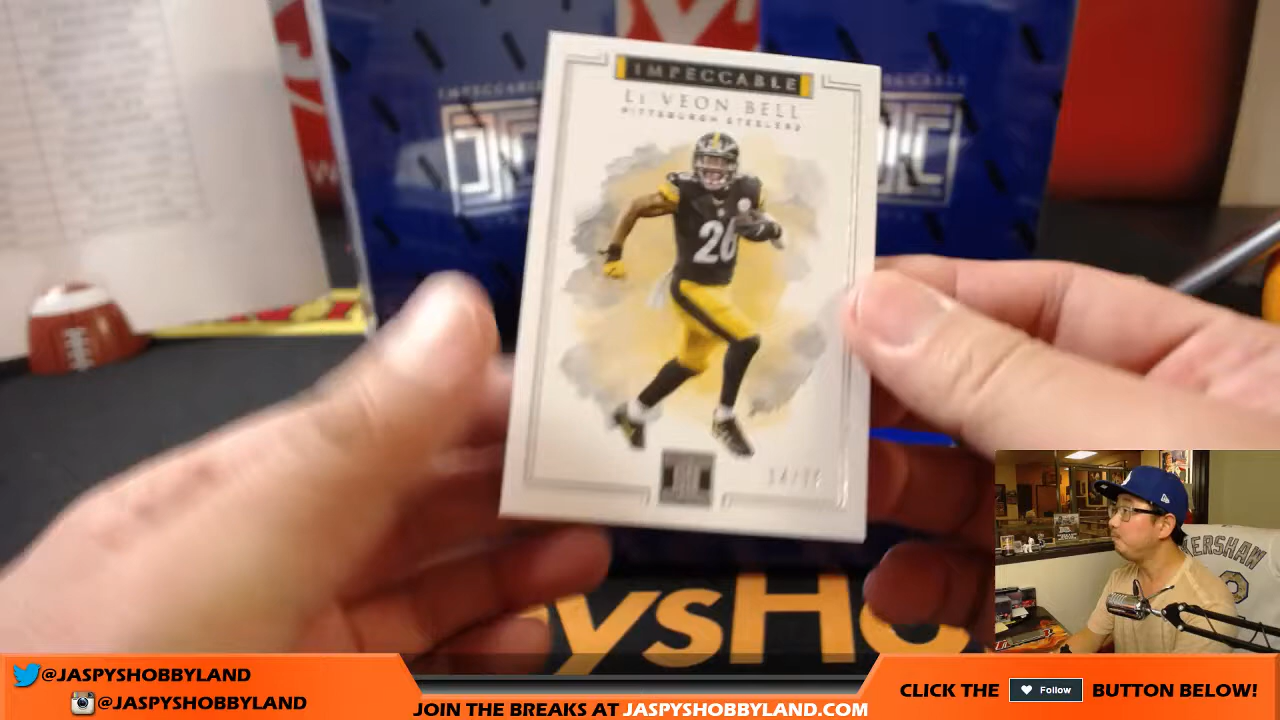 IMPECCABLE
LE'VEON BELL
PITTSBURGH STEELERS
26
KERSHAW
ysH
@JASPYSHOBBYLAND
@JASPYSHOBBYLAND
JOIN THE BREAKS AT JASPYSHOBBYLAND.COM
CLICK THE Follow BUTTON BELOW!